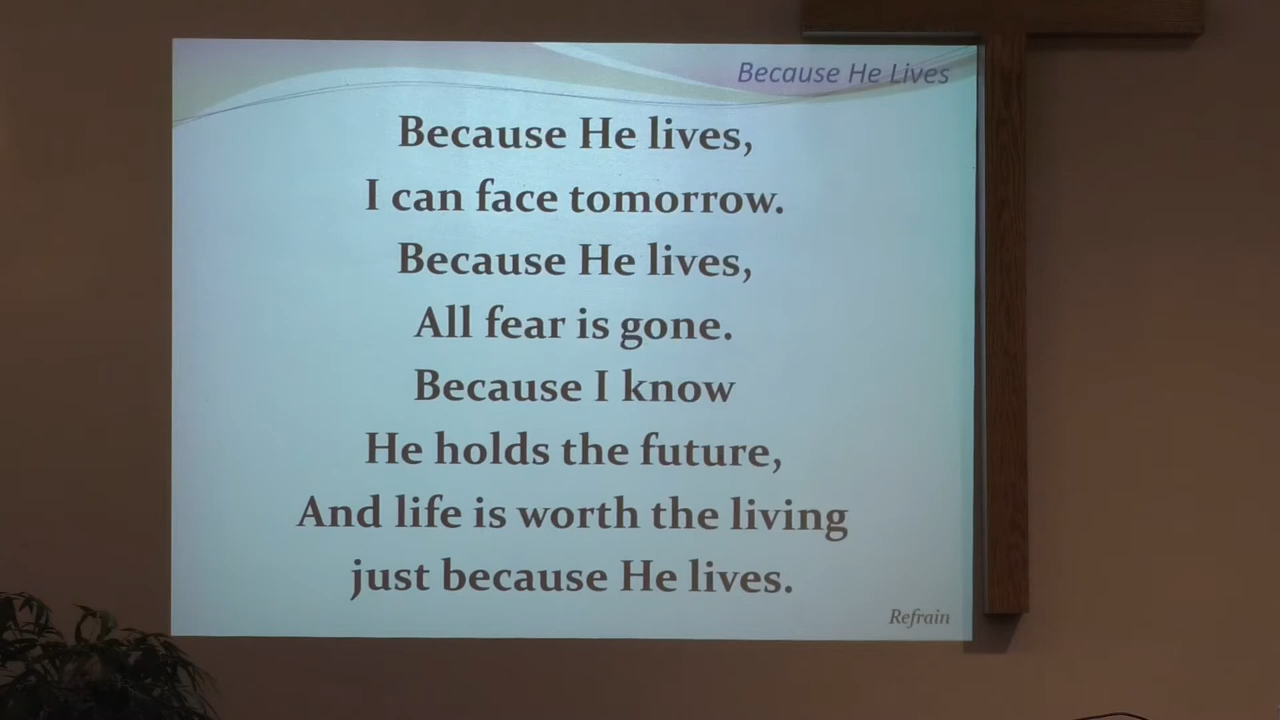 Because He Lives
Because He lives,
I can face tomorrow.
Because He lives,
All fear is gone.
Because I know
He holds the future,
And life is worth the living
just because He lives.
Refrain